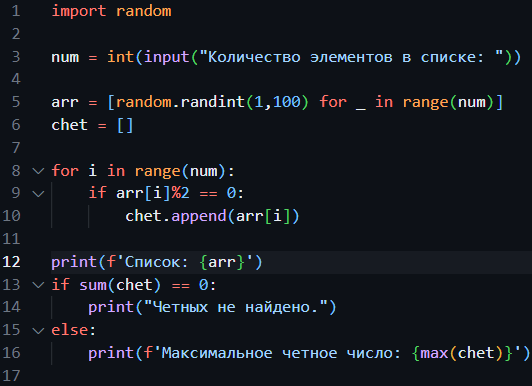 1 import random
2
3 num = int(input("Количество элементов в списке: "))
4
5 arr = [random.randint(1,100) for _ in range(num)]
6 chet = []
7
8 for i in range(num):
9     if arr[i]%2 == 0:
10         chet.append(arr[i])
11
12 print(f'Список: {arr}')
13 if sum(chet) == 0:
14     print("Четных не найдено.")
15 else:
16     print(f'Максимальное четное число: {max(chet)}')
17